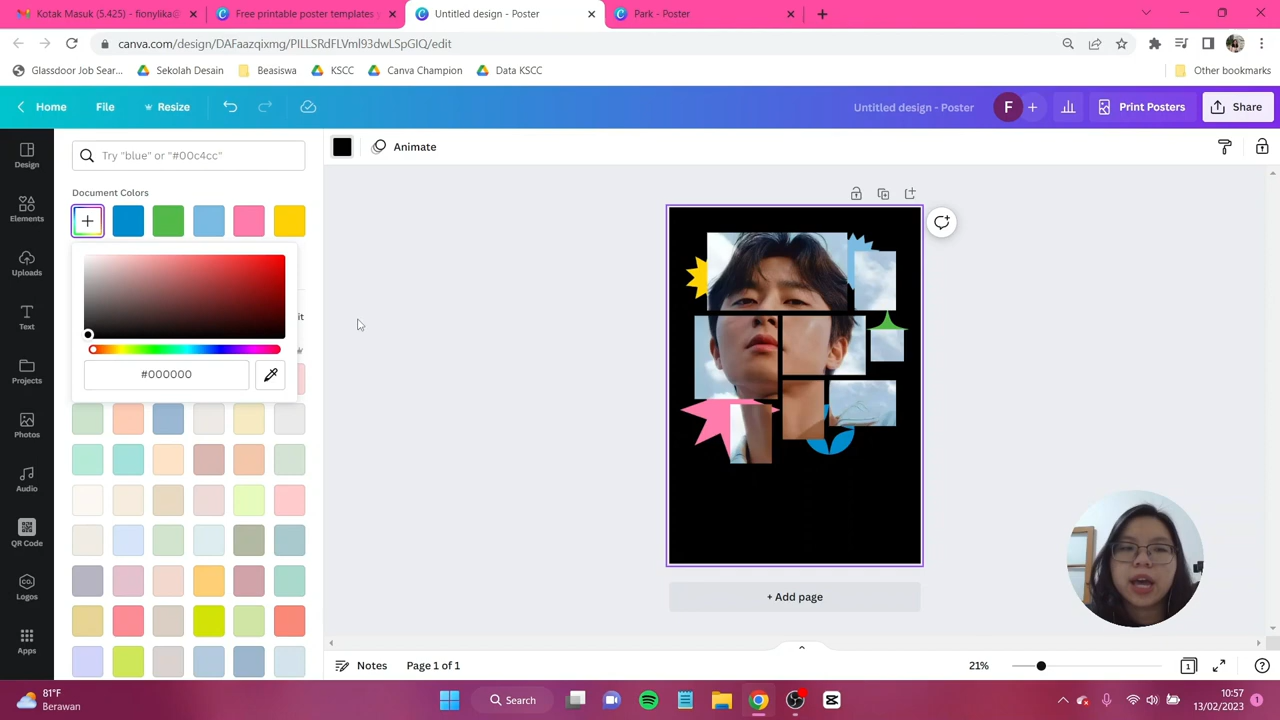 Kotak Masuk (5.425) - fionylika@
Free printable poster templates
Untitled design - Poster
Park - Poster
canva.com/design/DAFaazqixmg/PILLSRdFLVml93dwLSpGIQ/edit
Glassdoor Job Sear...
Sekolah Desain
Beasiswa
KSCC
Canva Champion
Data KSCC
Other bookmarks
Home
File
Resize
Untitled design - Poster
F
Print Posters
Share
Design
Elements
Uploads
Text
Projects
Photos
Audio
QR Code
Logos
Apps
Try "blue" or "#00c4cc"
Document Colors
#000000
it
Animate
+ Add page
Notes
Page 1 of 1
21%
1
81°F
Berawan
Search
10:57
13/02/2023
1